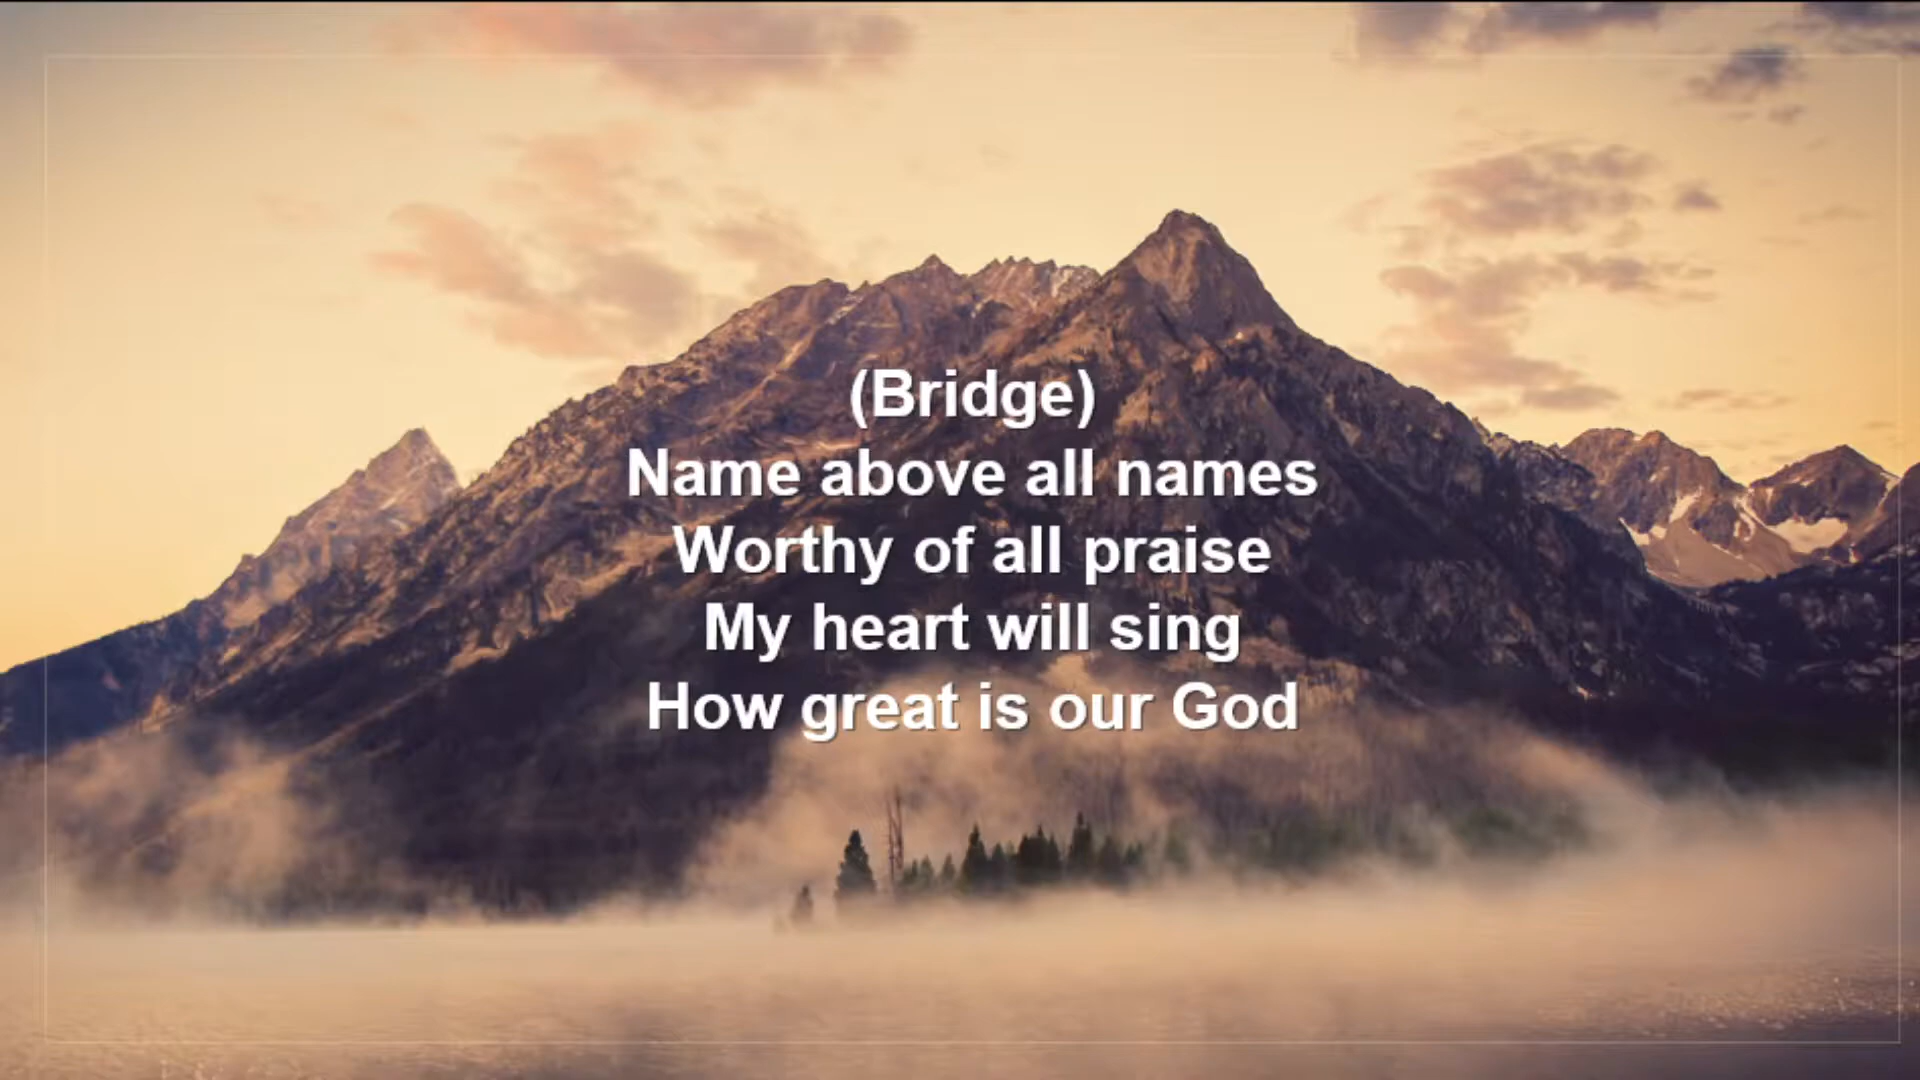 (Bridge)
Name above all names
Worthy of all praise
My heart will sing
How great is our God